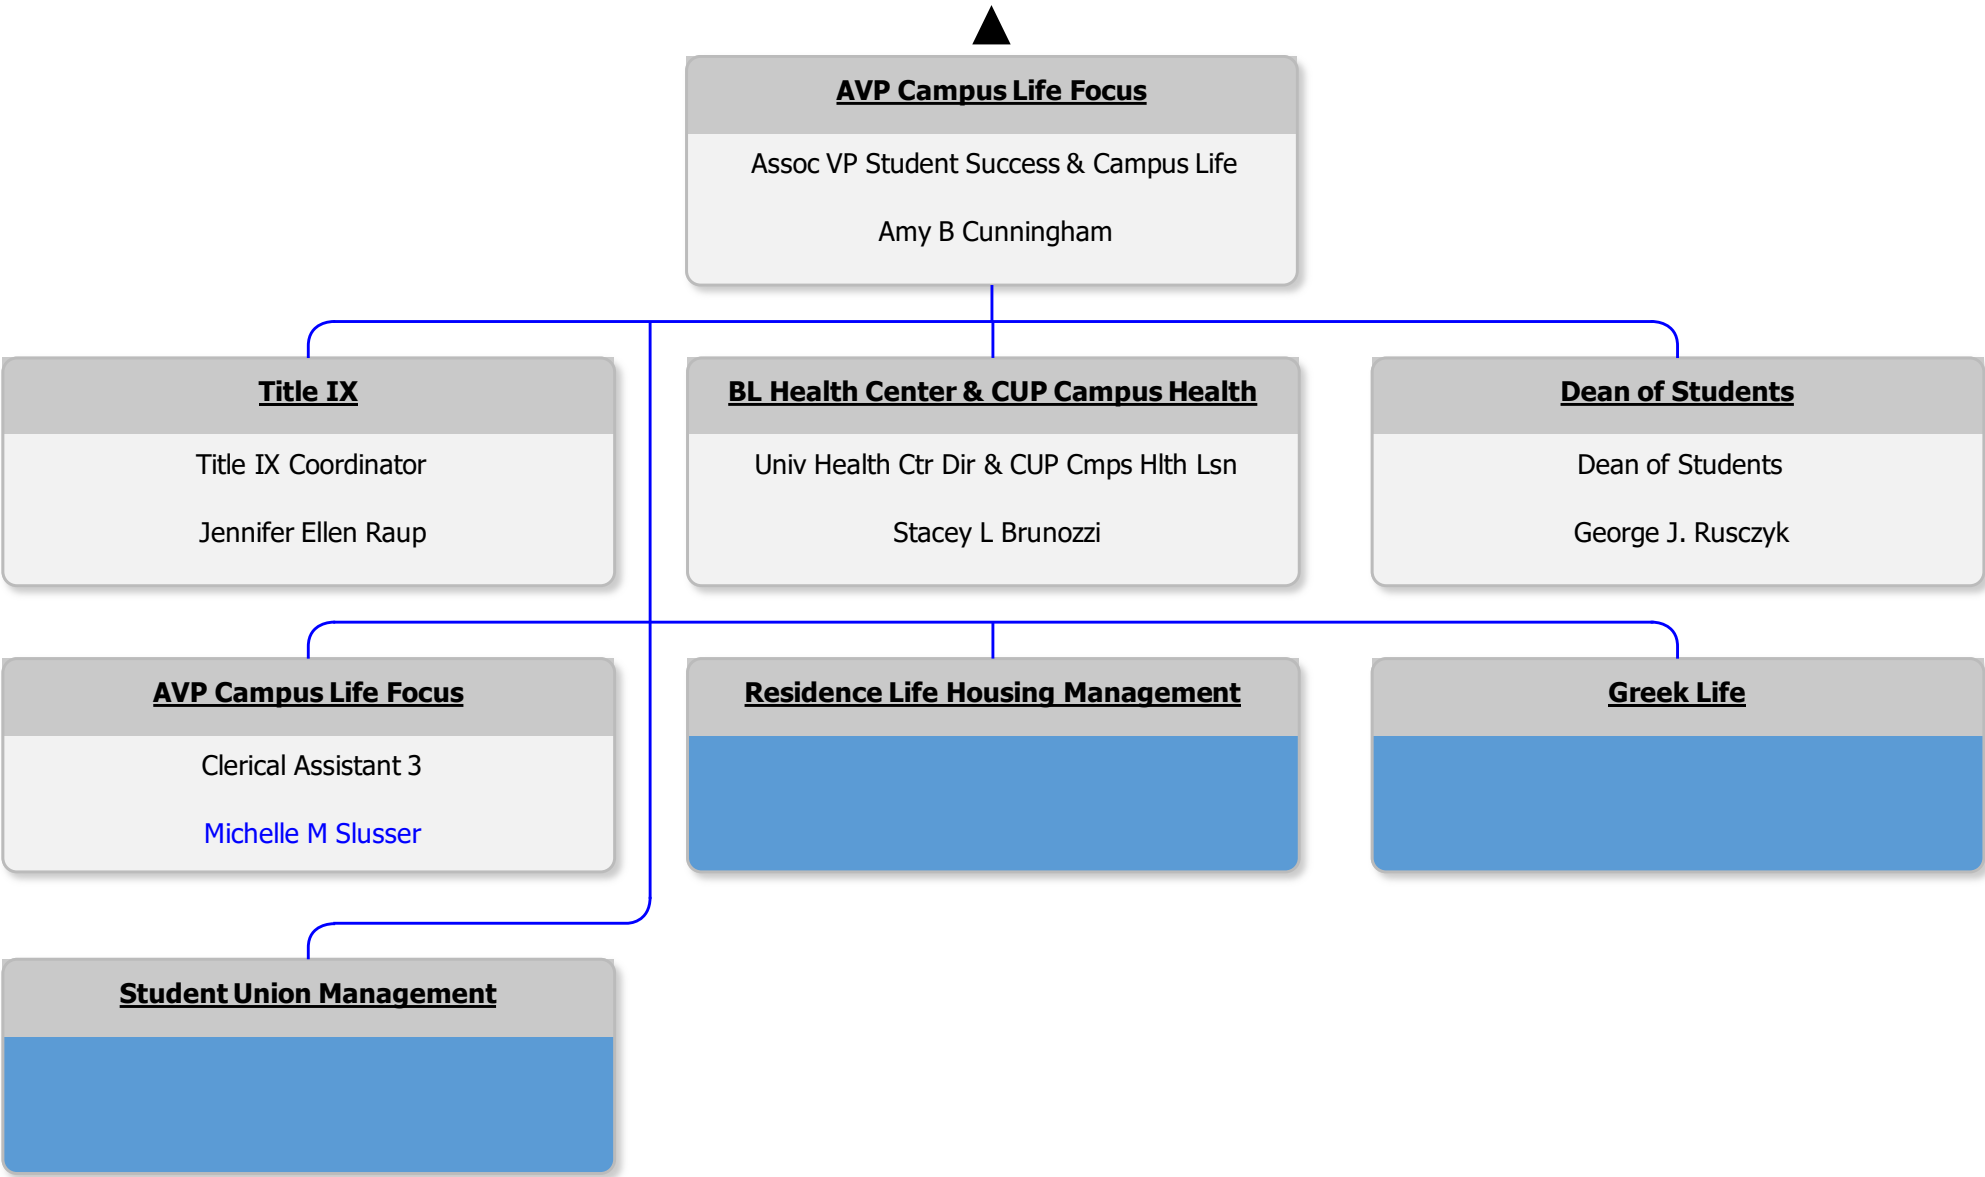 AVP Campus Life Focus
Assoc VP Student Success & Campus Life
Amy B Cunningham
Title IX
Title IX Coordinator
Jennifer Ellen Raup
BL Health Center & CUP Campus Health
Univ Health Ctr Dir & CUP Cmps Hlth Lsn
Stacey L Brunozzi
Dean of Students
Dean of Students
George J. Rusczyk
AVP Campus Life Focus
Clerical Assistant 3
Michelle M Slusser
Residence Life Housing Management
Greek Life
Student Union Management